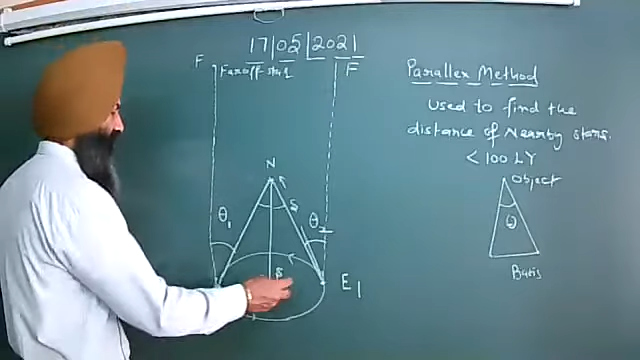 17|05|2021
F
Far off star
F
Parallex Method
used to find the
distance of Nearby stars.
< 100 LY
N
Object
θ1
θ2
θ
S
E1
Basis